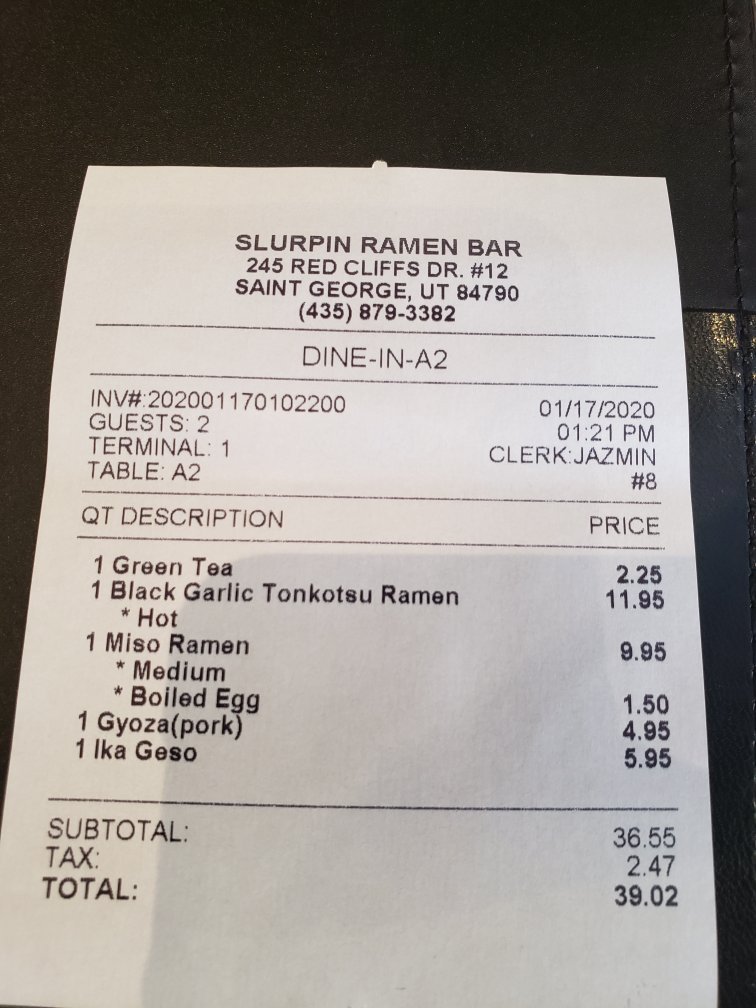 SLURPIN RAMEN BAR
245 RED CLIFFS DR. #12
SAINT GEORGE, UT 84790
(435) 879-3382
DINE-IN-A2
INV#:202001170102200 01/17/2020
GUESTS: 2 01:21 PM
TERMINAL: 1 CLERK:JAZMIN
TABLE: A2 #8
QT DESCRIPTION PRICE
1 Green Tea 2.25
1 Black Garlic Tonkotsu Ramen 11.95
* Hot
1 Miso Ramen 9.95
* Medium
* Boiled Egg 1.50
1 Gyoza(pork) 4.95
1 Ika Geso 5.95
SUBTOTAL: 36.55
TAX: 2.47
TOTAL: 39.02